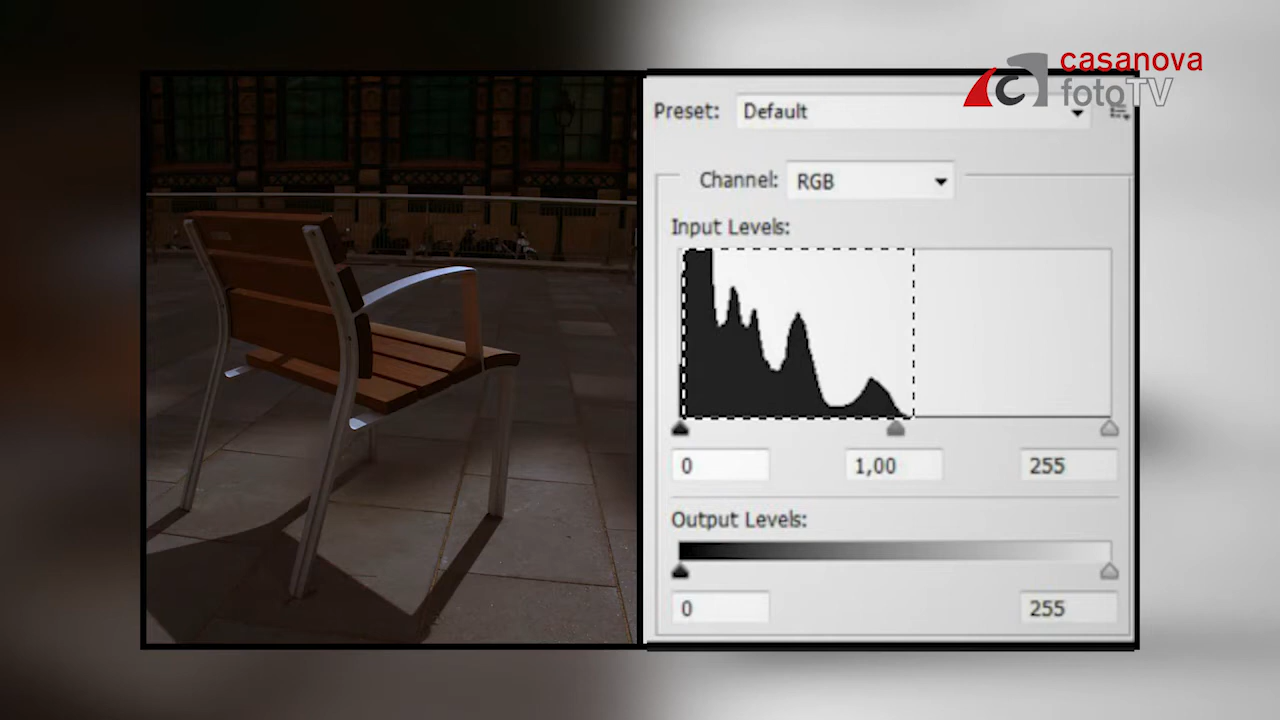 casanova
fotoTV
Preset: Default
Channel: RGB
Input Levels:
0 1,00 255
Output Levels:
0 255